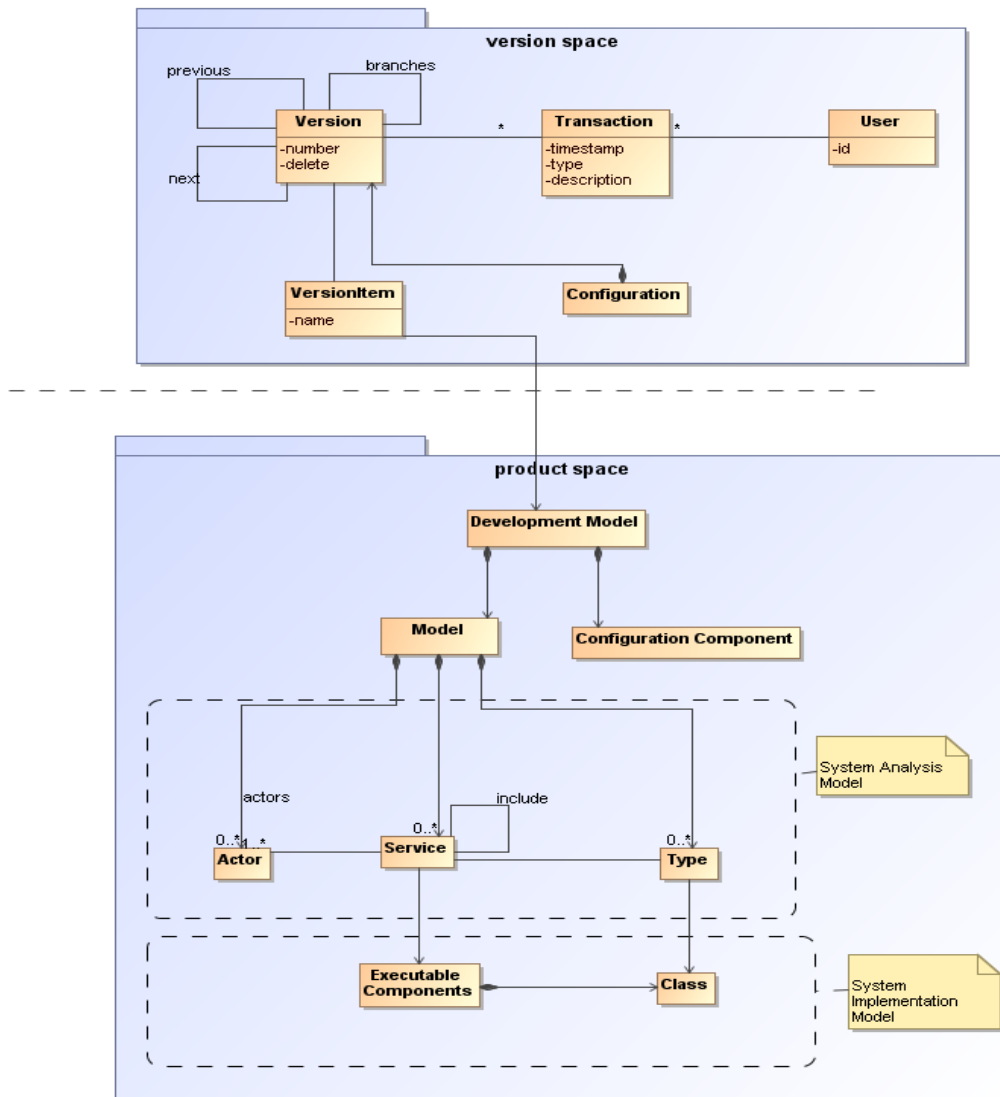 version space
previous
branches
Version
-number
-delete
next
*
Transaction
-timestamp
-type
-description
*
User
-id
VersionItem
-name
Configuration
product space
Development Model
Model
Configuration Component
System Analysis
Model
actors
include
0..*
1..*
0..*
0..*
Actor
Service
Type
Executable
Components
Class
System
Implementation
Model